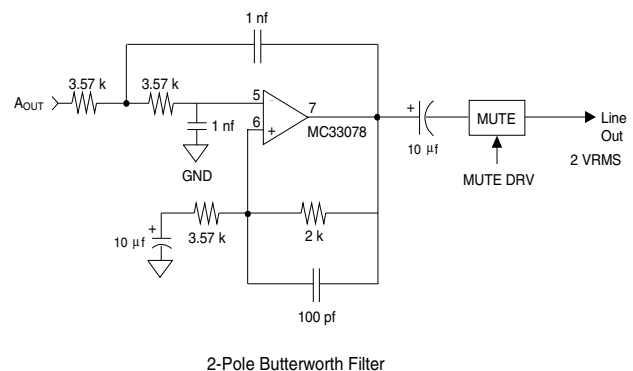 1 nf
3.57 k
3.57 k
AOUT
5
-
7
1 nf
6
+
MC33078
GND
+
10 µf
MUTE
Line
Out
2 VRMS
MUTE DRV
+
10 µf
3.57 k
2 k
100 pf
2-Pole Butterworth Filter